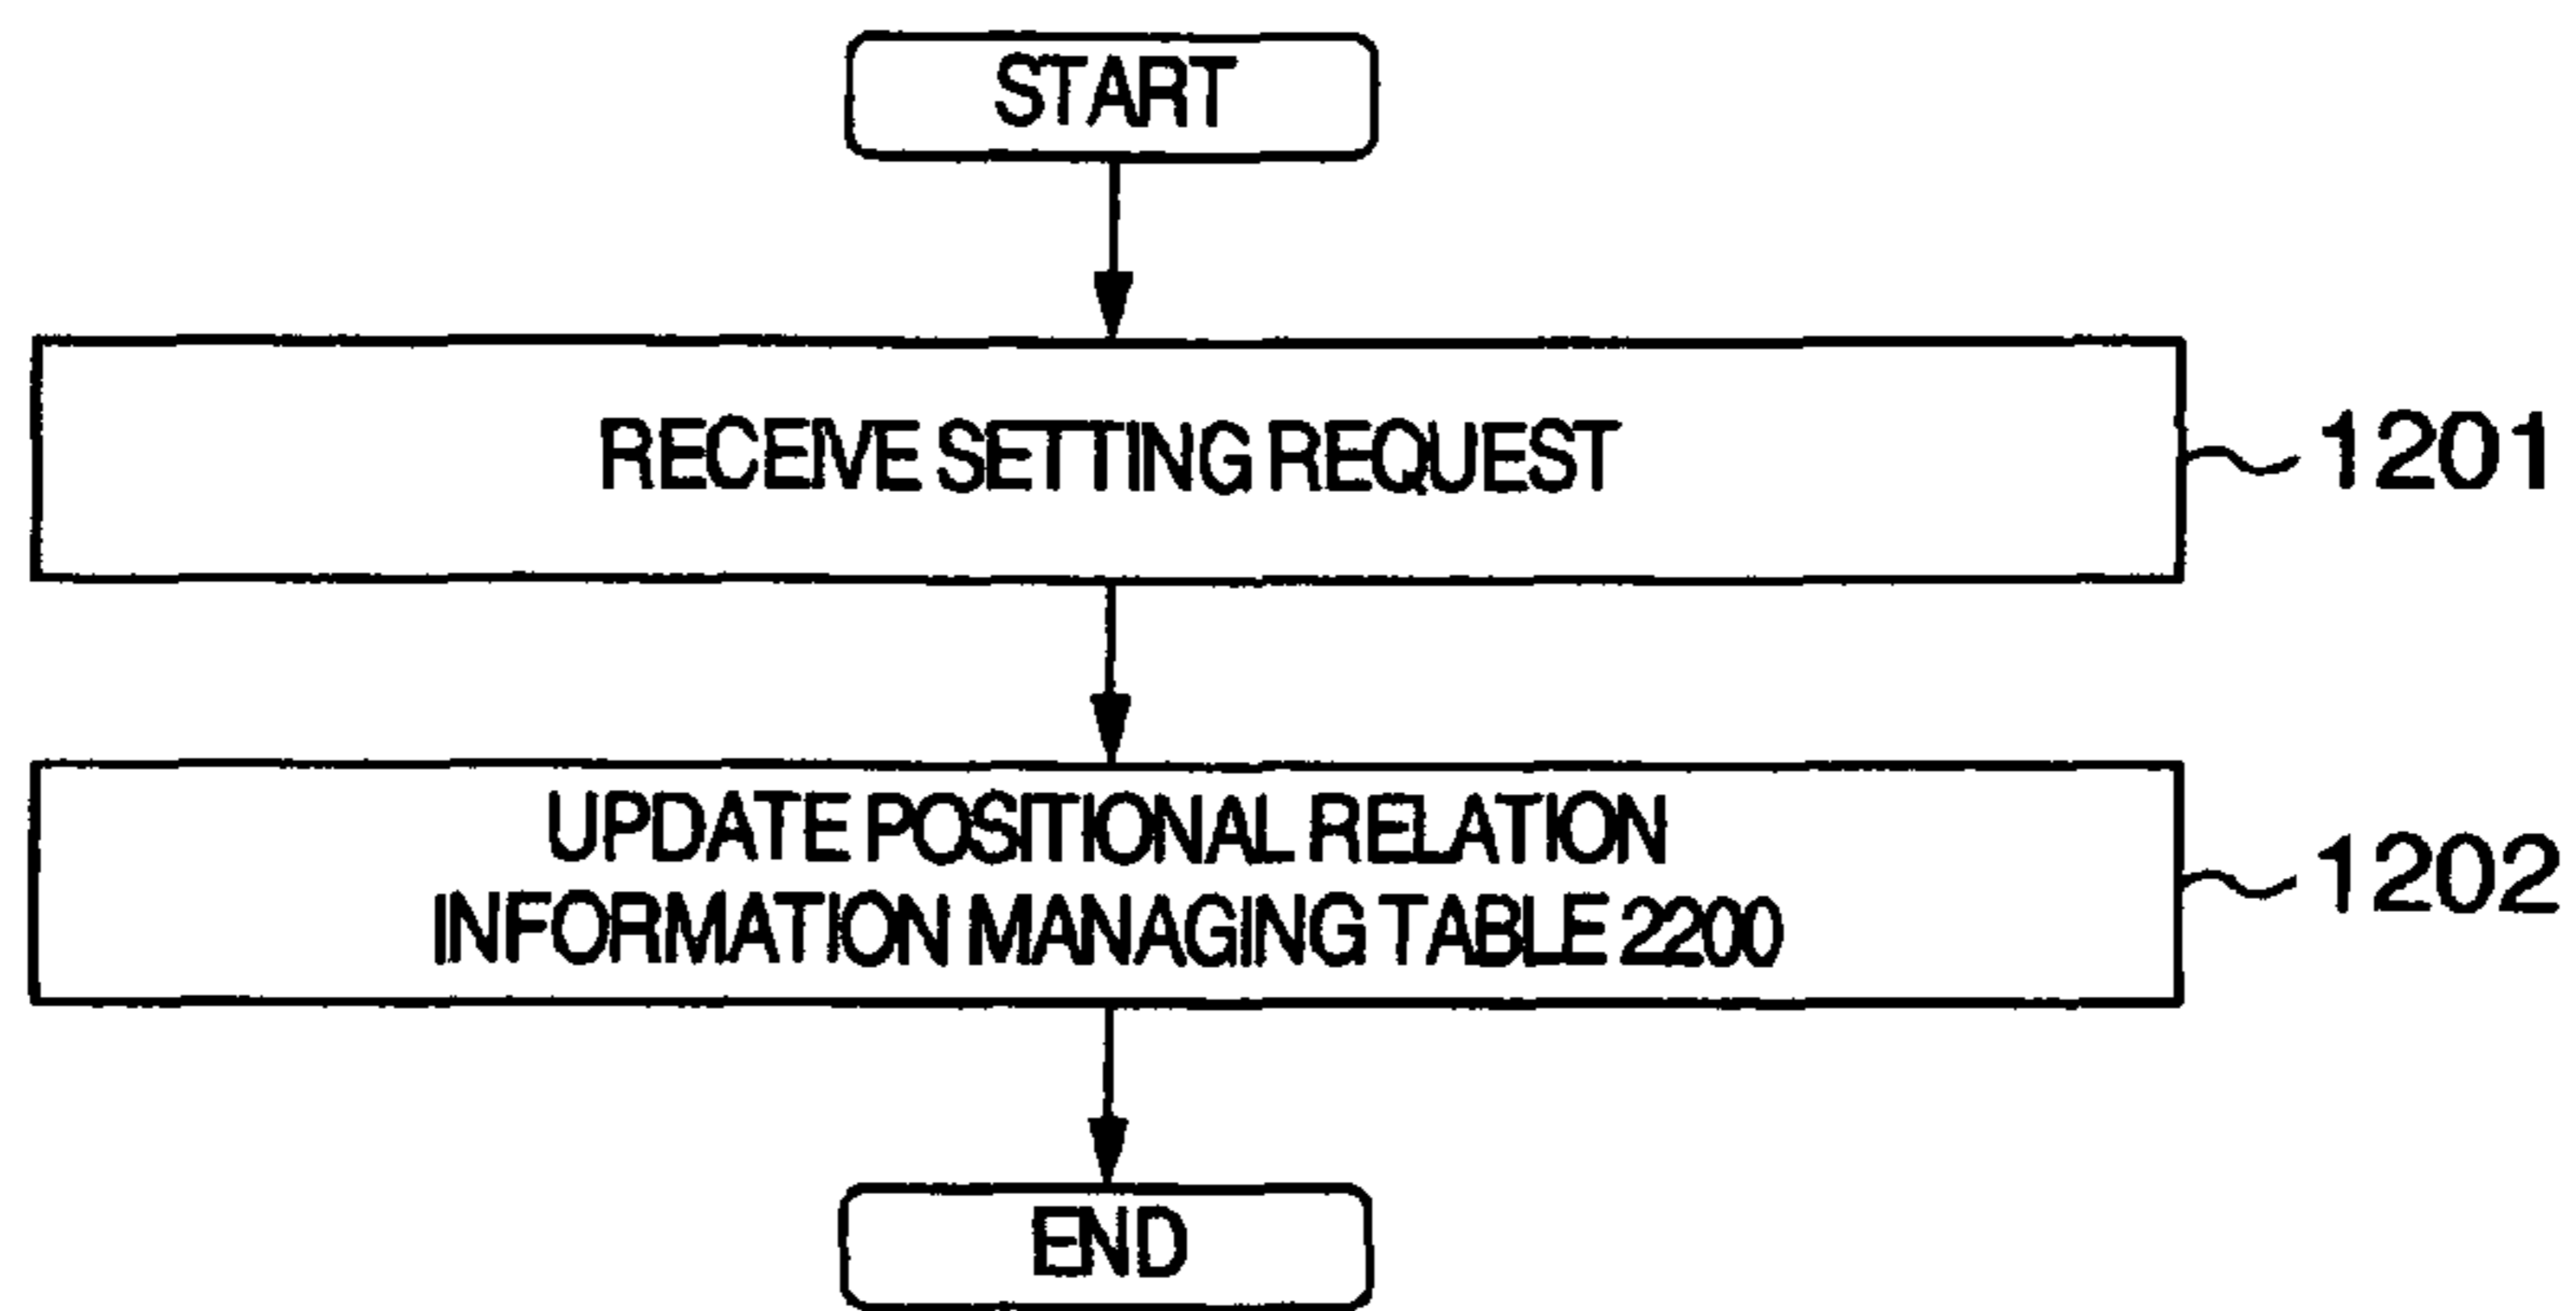 START
RECEIVE SETTING REQUEST
1201
UPDATE POSITIONAL RELATION
INFORMATION MANAGING TABLE 2200
1202
END